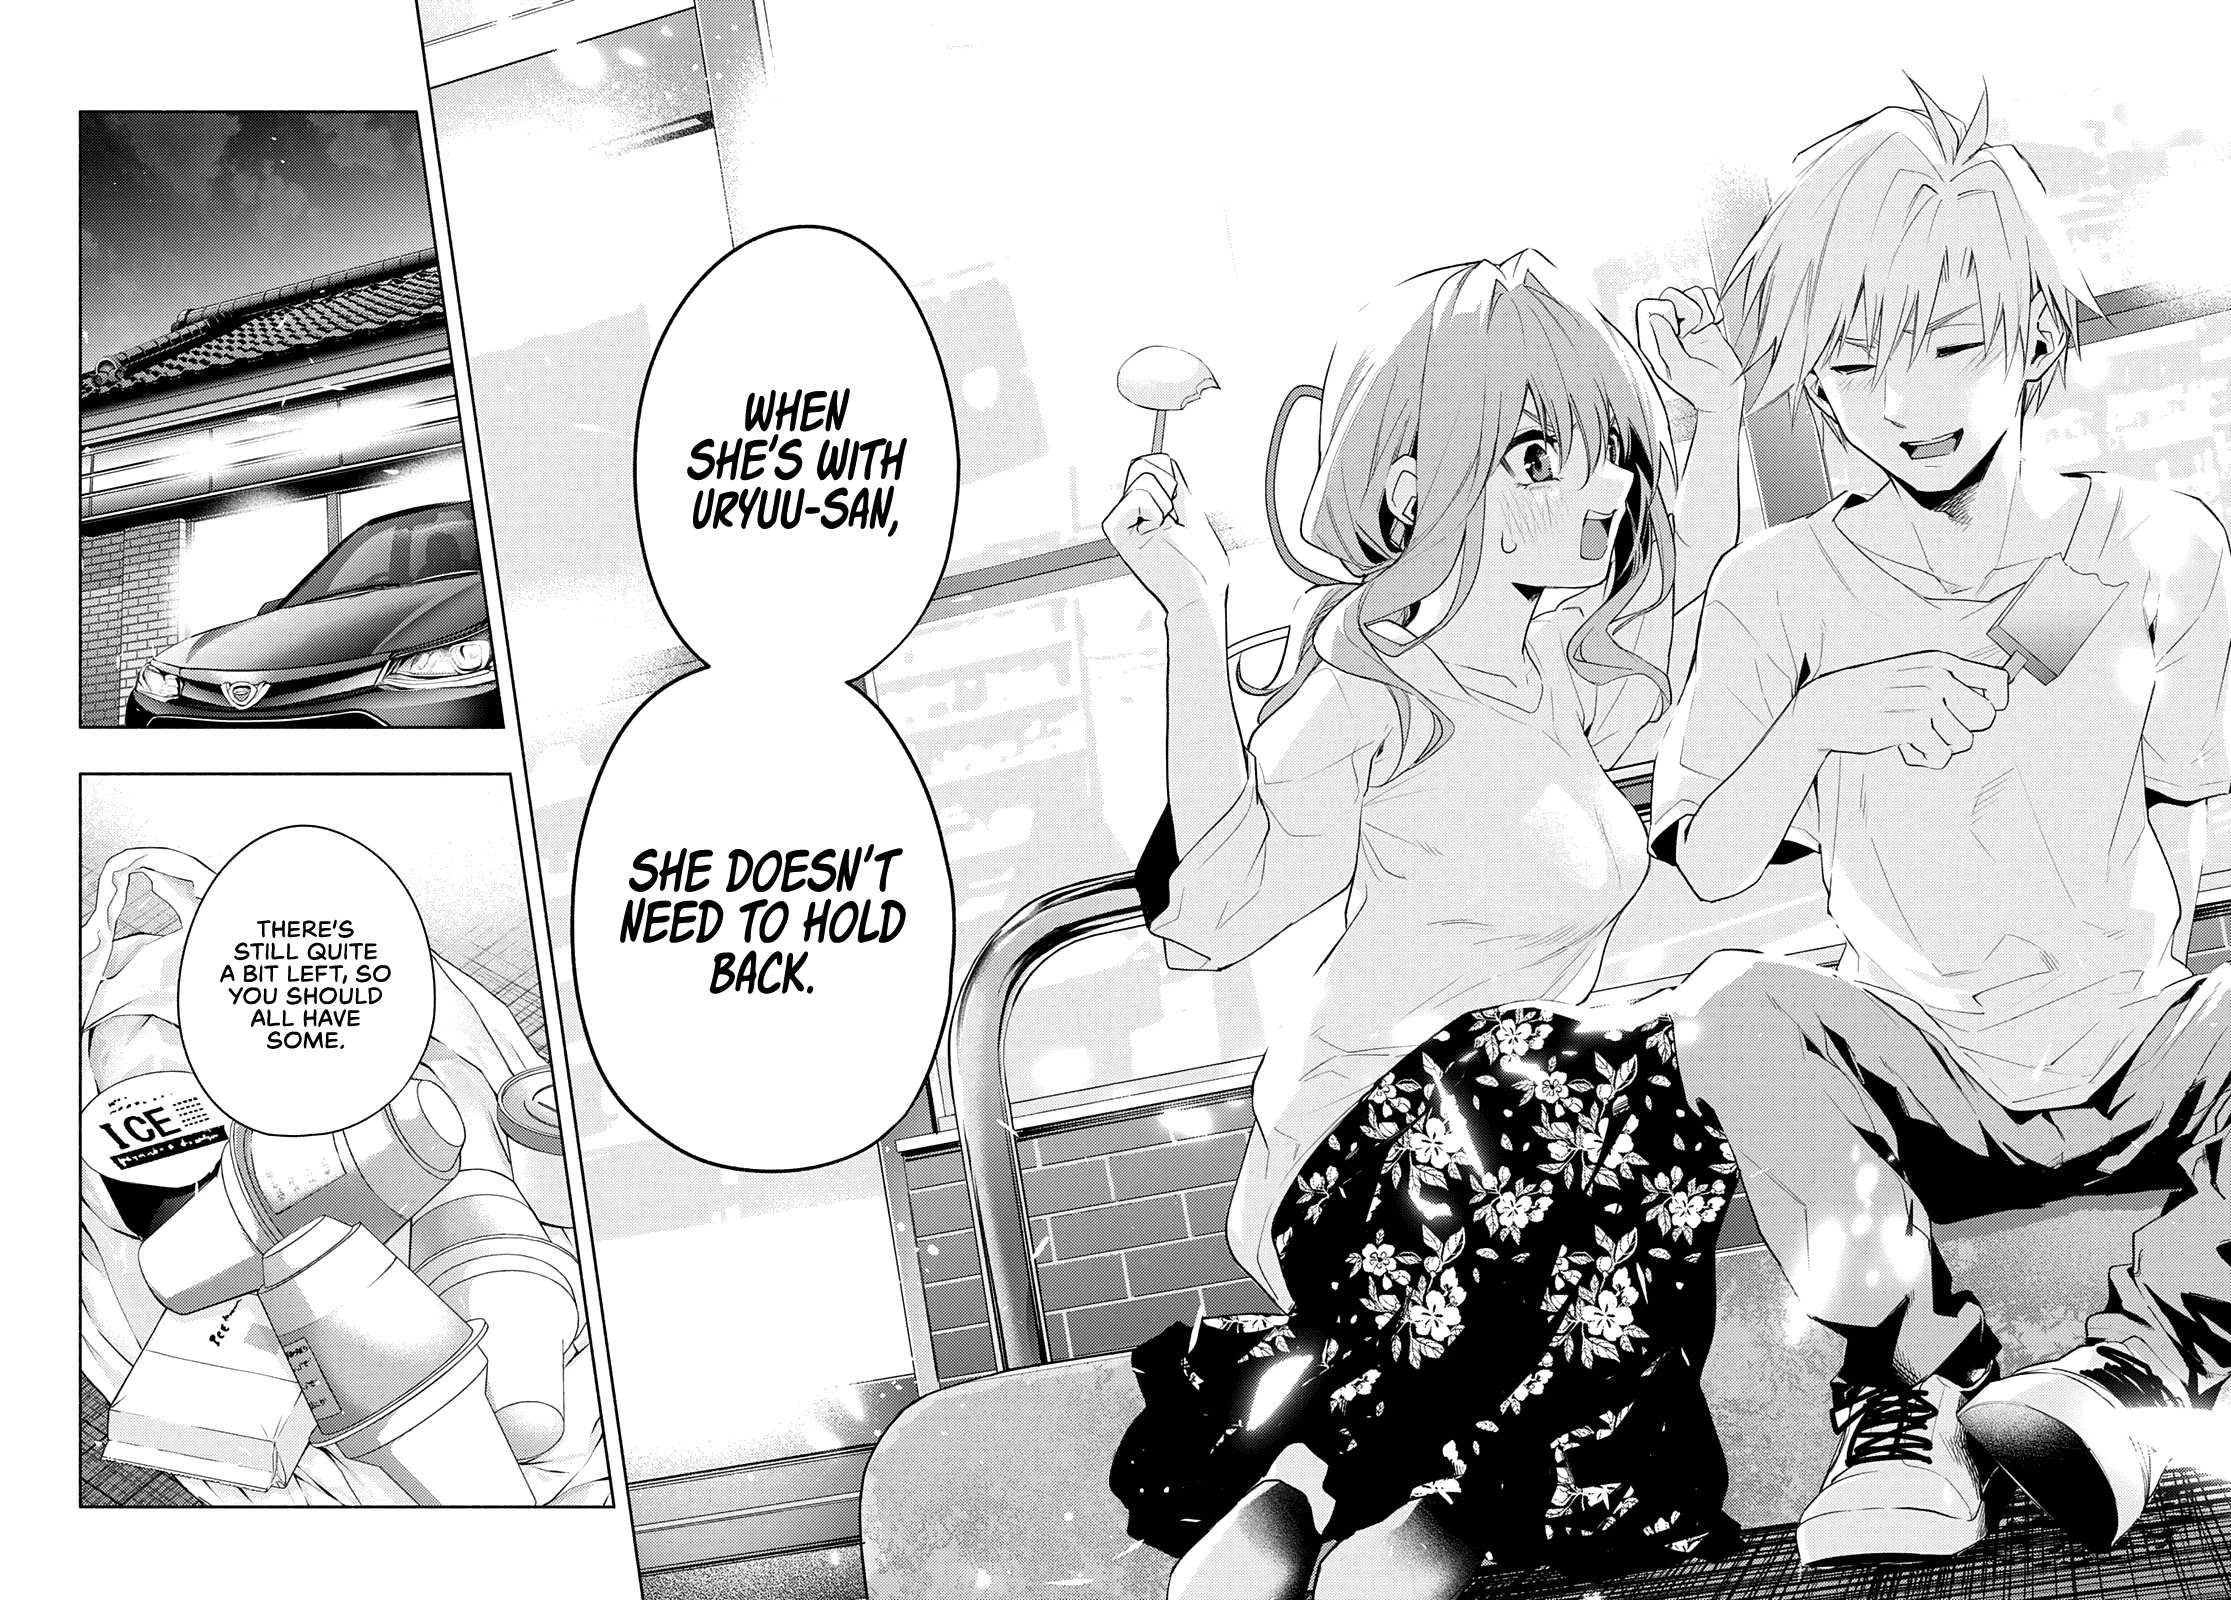 WHEN
SHE'S WITH
URYUU-SAN,
SHE DOESN'T
NEED TO HOLD
BACK.
THERE'S
STILL QUITE
A BIT LEFT, SO
YOU SHOULD
ALL HAVE
SOME.
ICE